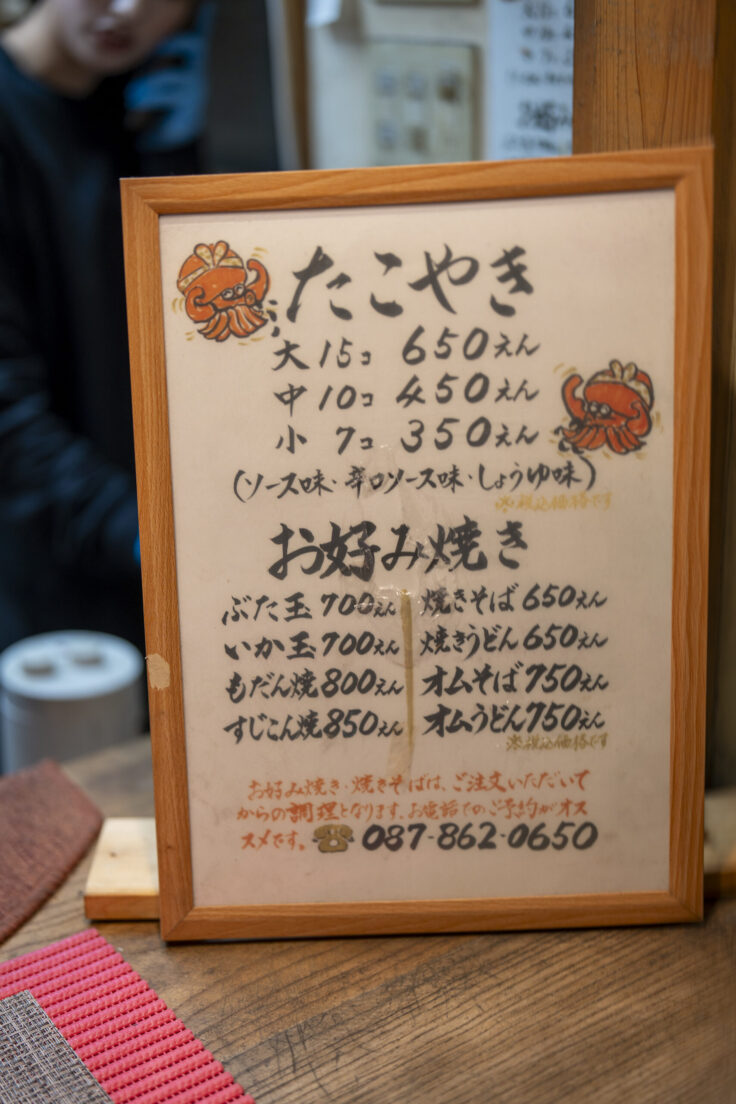 たこやき
大 15コ 650えん
中 10コ 450えん
小 7コ 350えん
(ソース味・辛口ソース味・しょうゆ味)
※税込価格です
お好み焼き
ぶた玉 700えん 焼きそば 650えん
いか玉 700えん 焼きうどん 650えん
もだん焼 800えん オムそば 750えん
すじこん焼 850えん オムうどん 750えん
※税込価格です
お好み焼き・焼きそばは、ご注文いただいて
からの調理となります。お電話でのご予約がオス
スメです。 087-862-0650